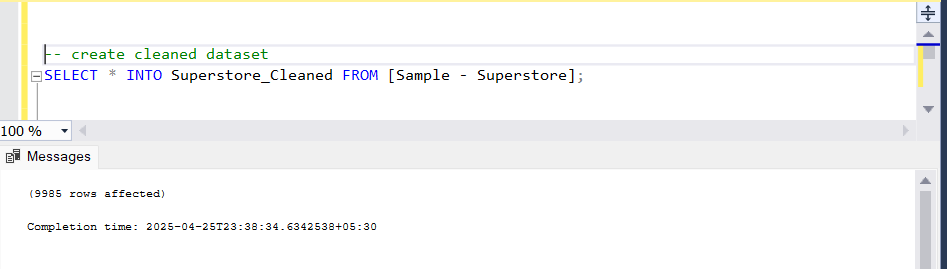 -- create cleaned dataset
SELECT * INTO Superstore_Cleaned FROM [Sample - Superstore];
100 %
Messages
(9985 rows affected)
Completion time: 2025-04-25T23:38:34.6342538+05:30